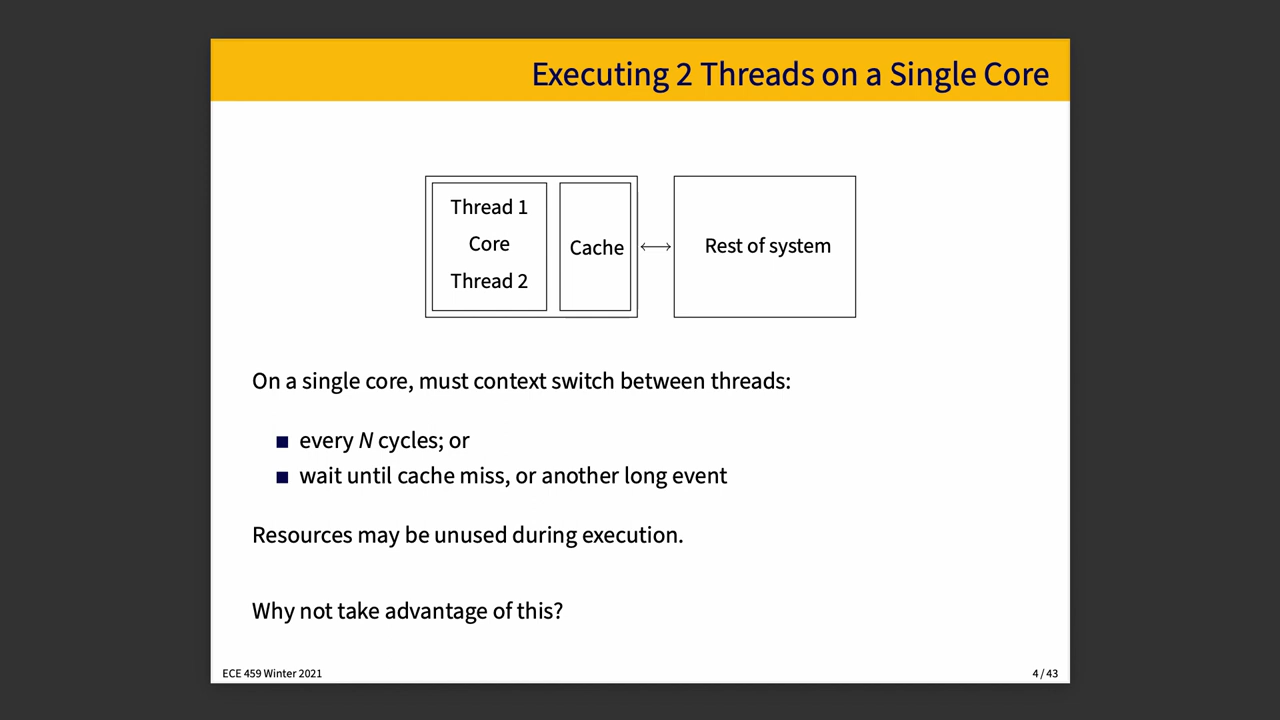 Executing 2 Threads on a Single Core
Thread 1
Core
Thread 2
Cache
Rest of system
On a single core, must context switch between threads:
every N cycles; or
wait until cache miss, or another long event
Resources may be unused during execution.
Why not take advantage of this?
ECE 459 Winter 2021
4 / 43